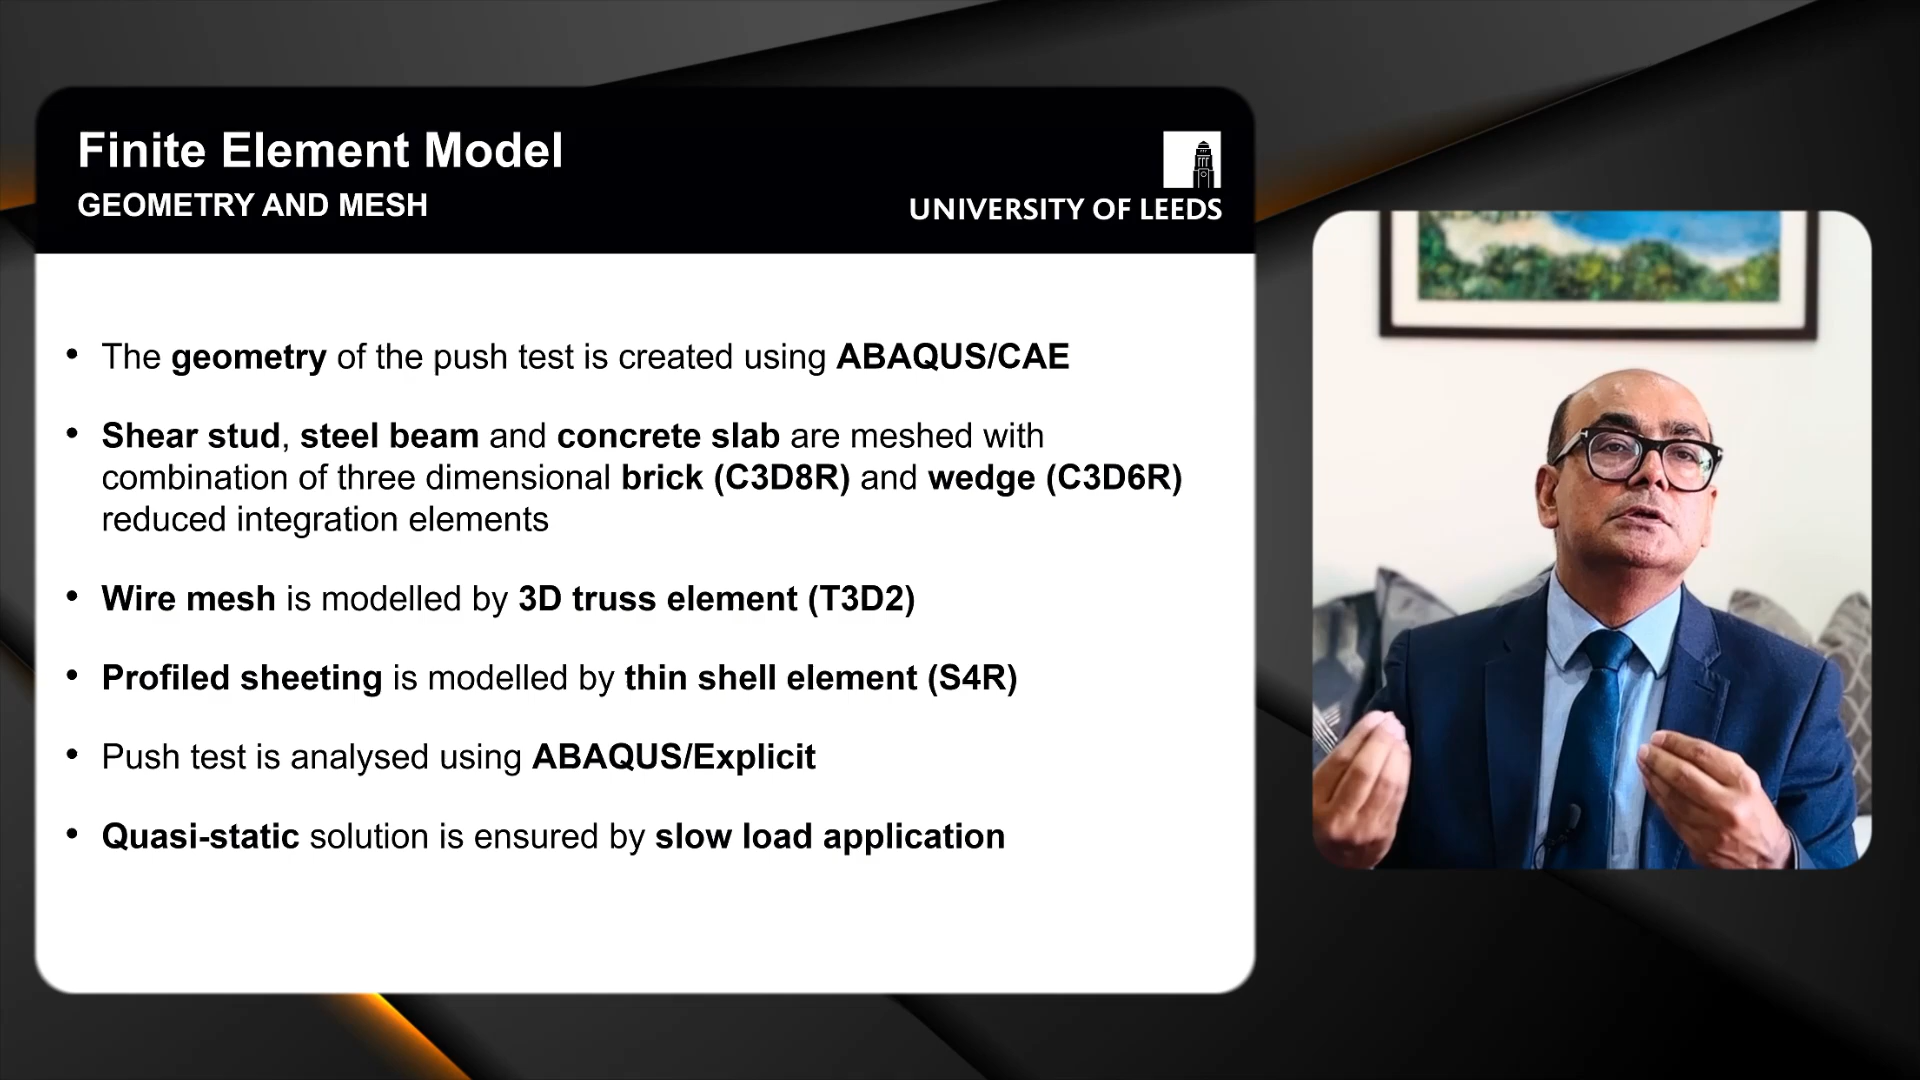 Finite Element Model
GEOMETRY AND MESH
UNIVERSITY OF LEEDS
• The geometry of the push test is created using ABAQUS/CAE
• Shear stud, steel beam and concrete slab are meshed with
combination of three dimensional brick (C3D8R) and wedge (C3D6R)
reduced integration elements
• Wire mesh is modelled by 3D truss element (T3D2)
• Profiled sheeting is modelled by thin shell element (S4R)
• Push test is analysed using ABAQUS/Explicit
• Quasi-static solution is ensured by slow load application